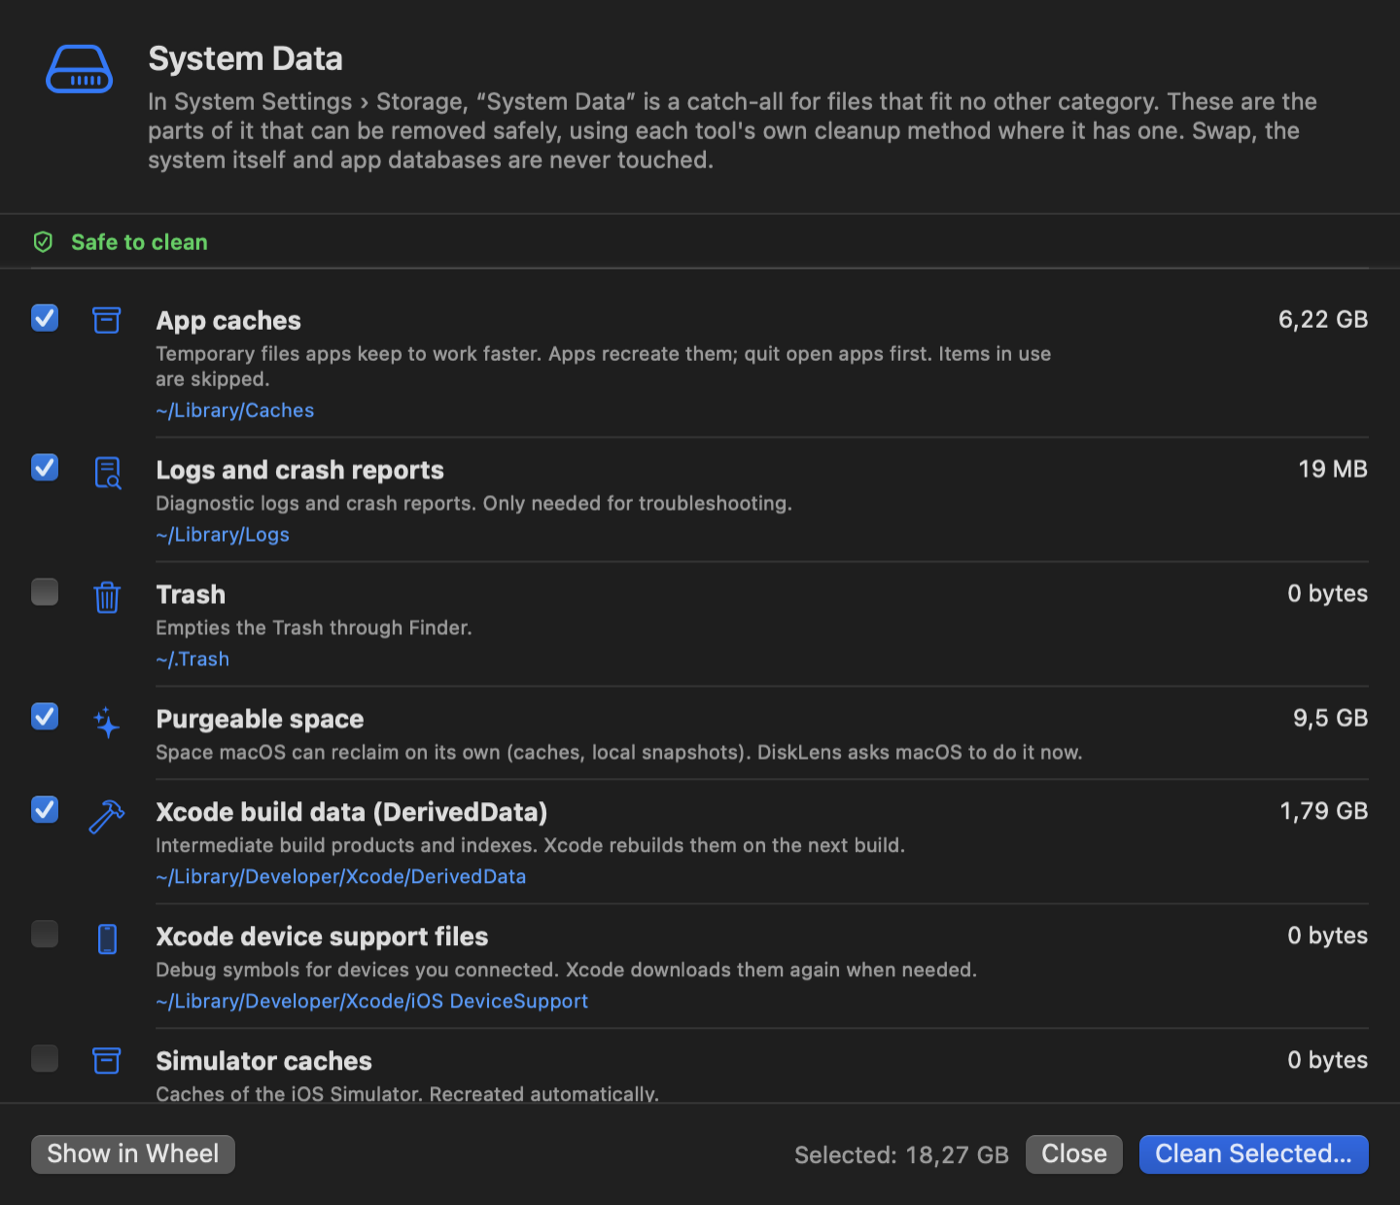 System Data
In System Settings › Storage, “System Data” is a catch-all for files that fit no other category. These are the
parts of it that can be removed safely, using each tool's own cleanup method where it has one. Swap, the
system itself and app databases are never touched.
Safe to clean
App caches
6,22 GB
Temporary files apps keep to work faster. Apps recreate them; quit open apps first. Items in use
are skipped.
~/Library/Caches
Logs and crash reports
19 MB
Diagnostic logs and crash reports. Only needed for troubleshooting.
~/Library/Logs
Trash
0 bytes
Empties the Trash through Finder.
~/.Trash
Purgeable space
9,5 GB
Space macOS can reclaim on its own (caches, local snapshots). DiskLens asks macOS to do it now.
Xcode build data (DerivedData)
1,79 GB
Intermediate build products and indexes. Xcode rebuilds them on the next build.
~/Library/Developer/Xcode/DerivedData
Xcode device support files
0 bytes
Debug symbols for devices you connected. Xcode downloads them again when needed.
~/Library/Developer/Xcode/iOS DeviceSupport
Simulator caches
0 bytes
Caches of the iOS Simulator. Recreated automatically.
Show in Wheel
Selected: 18,27 GB
Close
Clean Selected...